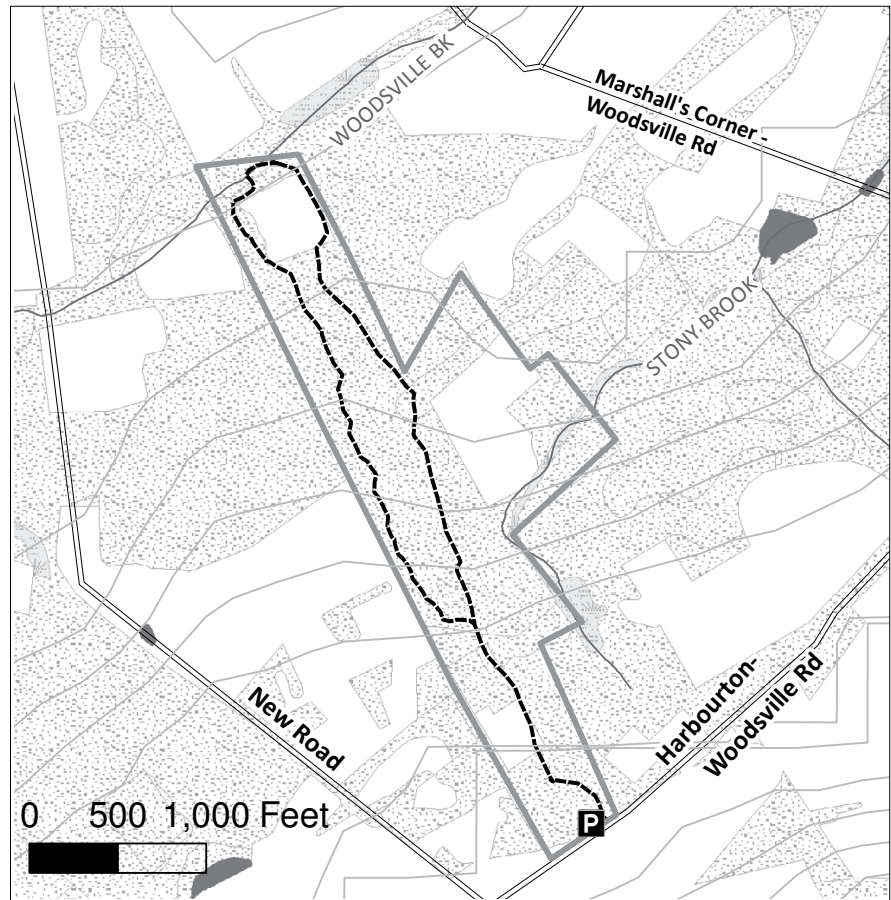 WOODSVILLE BK
Marshall's Corner -
Woodsville Rd
STONY BROOK
Harbourton-
Woodsville Rd
New Road
0 500 1,000 Feet
P